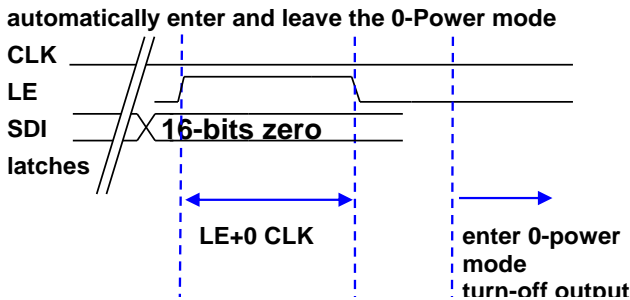 automatically enter and leave the 0-Power mode
CLK
LE
SDI
16-bits zero
latches
LE+0 CLK
enter 0-power
mode
turn-off output